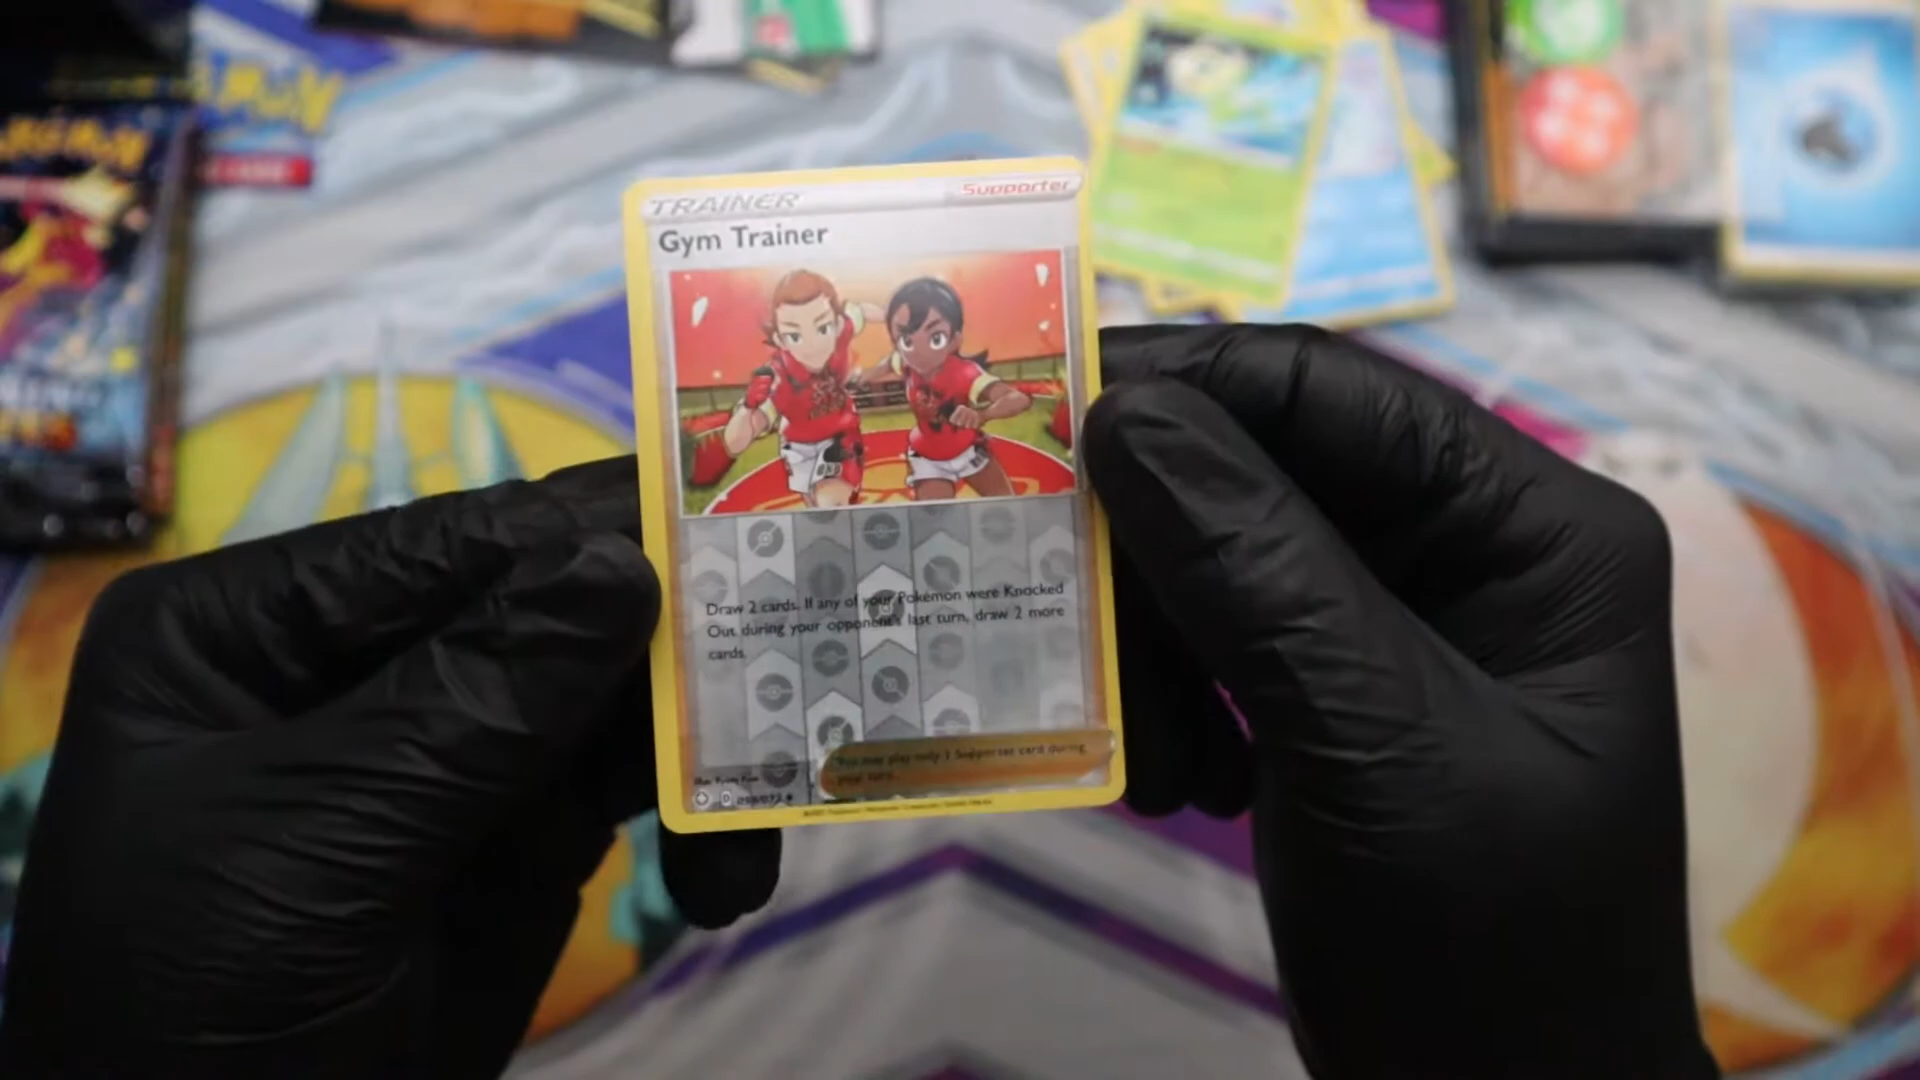 TRAINER
Supporter
Gym Trainer
Draw 2 cards. If any of your Pokémon were Knocked
Out during your opponent's last turn, draw 2 more
cards.
You may play only 1 Supporter card during
your turn.